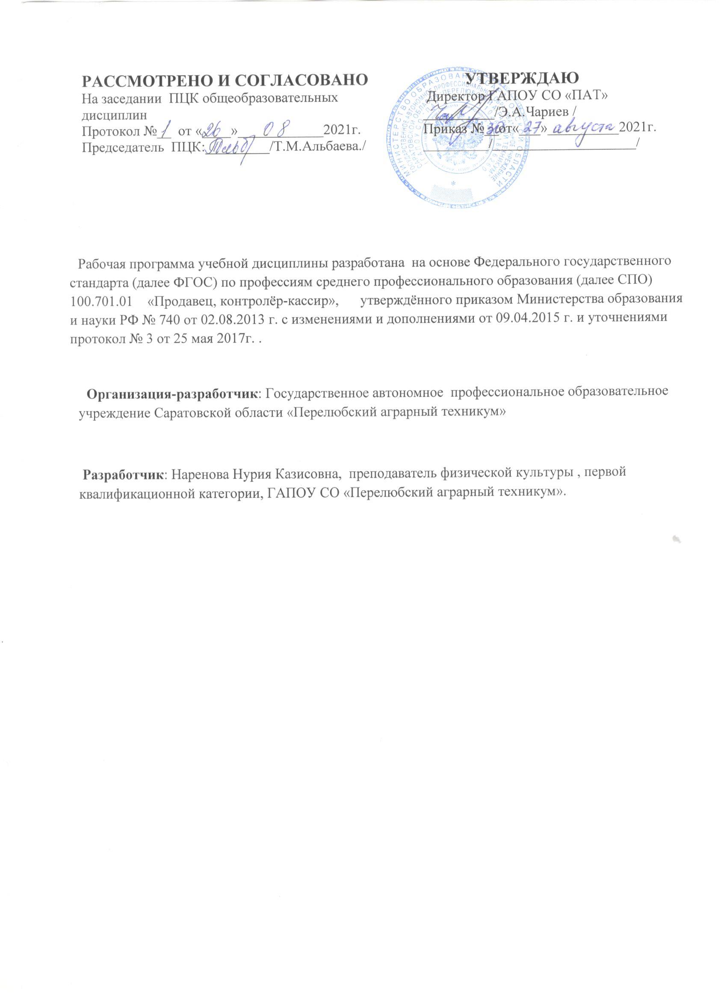 РАССМОТРЕНО И СОГЛАСОВАНО
На заседании ПЦК общеобразовательных
дисциплин
Протокол № 1 от «26» 08 2021г.
Председатель ПЦК: /Т.М.Альбаева./
УТВЕРЖДАЮ
Директор ГАПОУ СО «ПАТ»
/Э.А.Чариев /
Приказ № от« 27» августа 2021г.
/ /
МИНИСТЕРСТВО ОБРАЗОВАНИЯ САРАТОВСКОЙ ОБЛАСТИ
Рабочая программа учебной дисциплины разработана на основе Федерального государственного
стандарта (далее ФГОС) по профессиям среднего профессионального образования (далее СПО)
100.701.01 «Продавец, контролёр-кассир», утверждённого приказом Министерства образования
и науки РФ № 740 от 02.08.2013 г. с изменениями и дополнениями от 09.04.2015 г. и уточнениями
протокол № 3 от 25 мая 2017г. .
Организация-разработчик: Государственное автономное профессиональное образовательное
учреждение Саратовской области «Перелюбский аграрный техникум»
Разработчик: Наренова Нурия Казисовна, преподаватель физической культуры , первой
квалификационной категории, ГАПОУ СО «Перелюбский аграрный техникум».